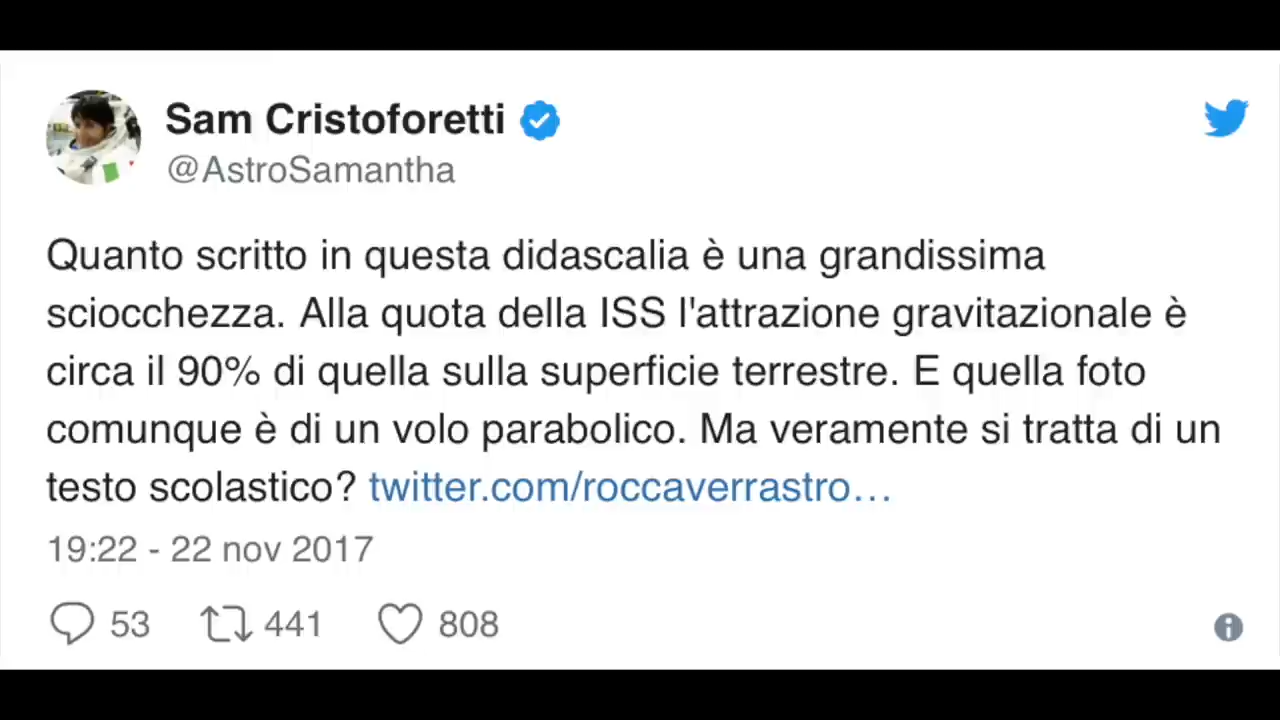 Sam Cristoforetti
@AstroSamantha
Quanto scritto in questa didascalia è una grandissima
sciocchezza. Alla quota della ISS l'attrazione gravitazionale è
circa il 90% di quella sulla superficie terrestre. E quella foto
comunque è di un volo parabolico. Ma veramente si tratta di un
testo scolastico? twitter.com/roccaverrastro…
19:22 - 22 nov 2017
53 441 808